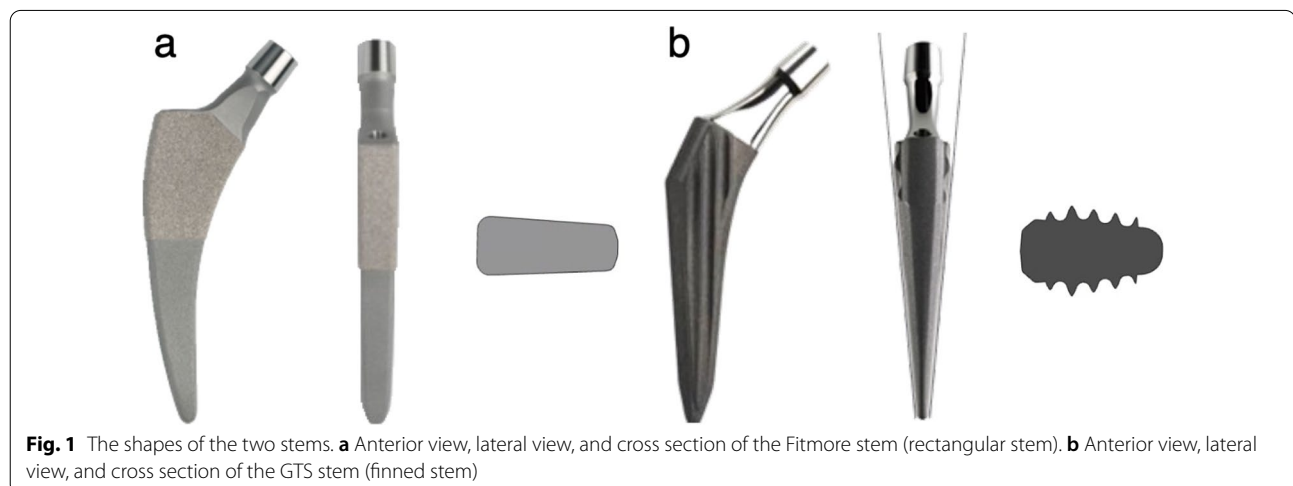 a
b
Fig. 1 The shapes of the two stems. a Anterior view, lateral view, and cross section of the Fitmore stem (rectangular stem). b Anterior view, lateral
view, and cross section of the GTS stem (finned stem)